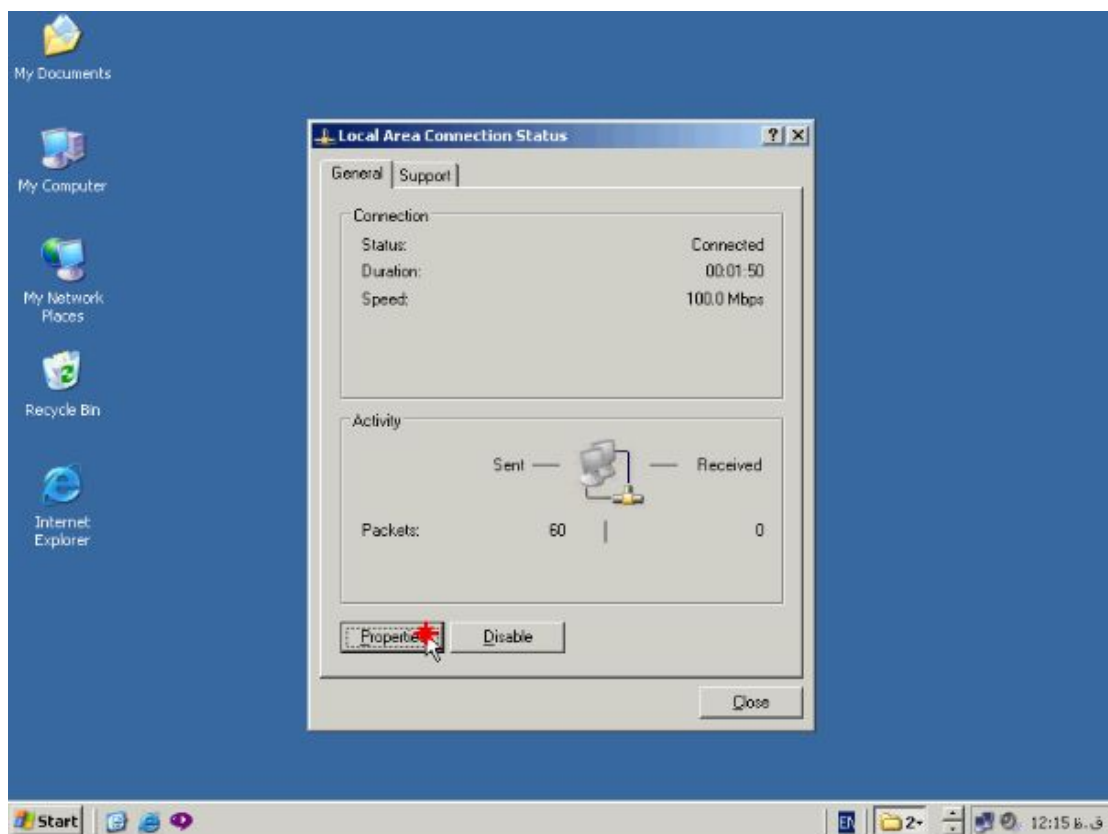 My Documents
My Computer
My Network
Places
Recycle Bin
Internet
Explorer
Local Area Connection Status
General
Support
Connection
Status:
Connected
Duration:
00:01:50
Speed:
100.0 Mbps
Activity
Sent
Received
Packets:
60
0
Properties
Disable
Close
Start
EN
2
12:15 ق.ظ